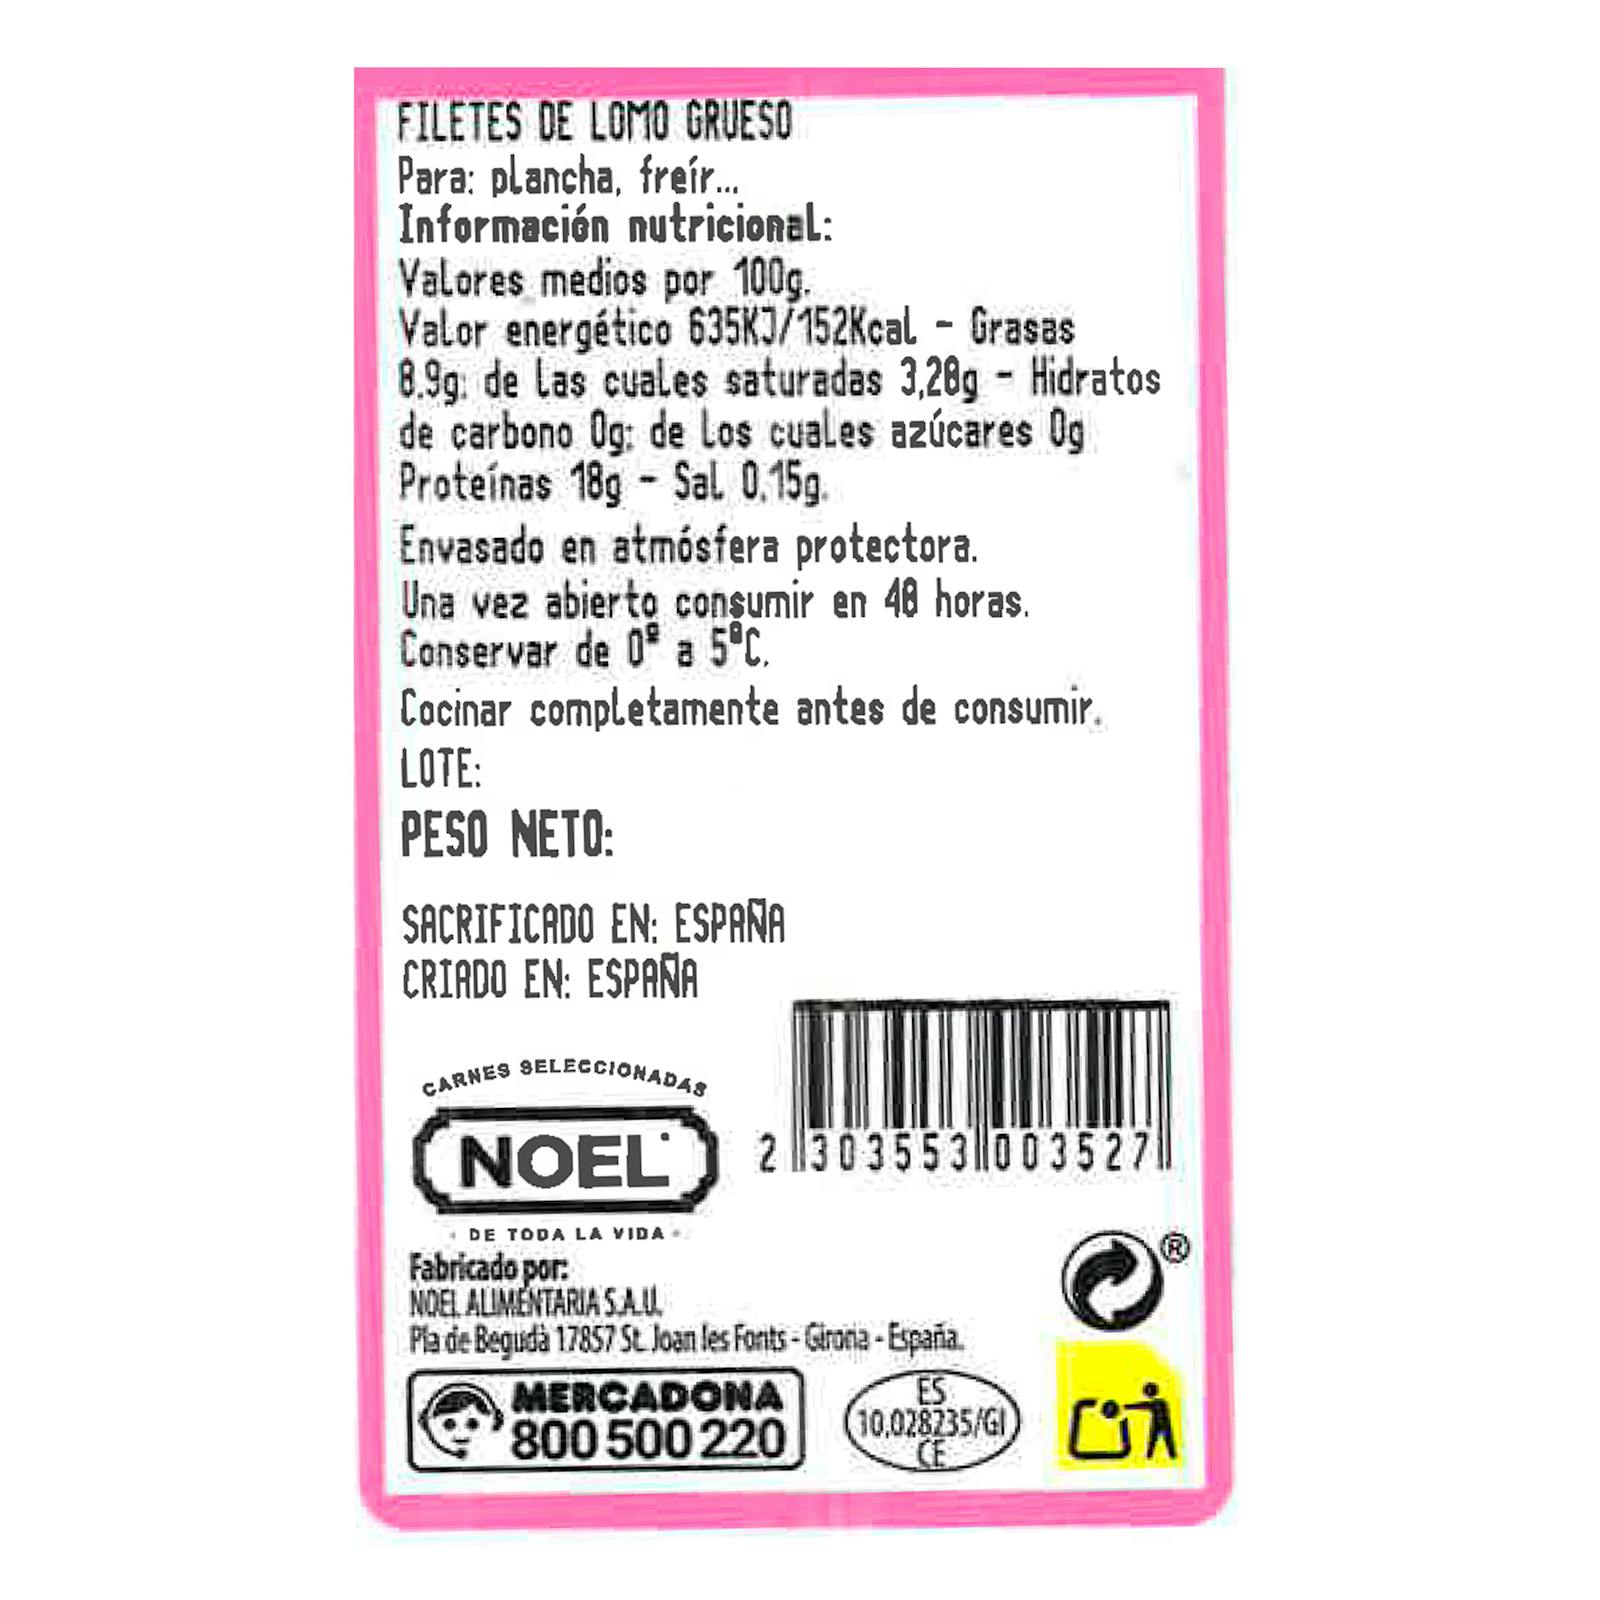 FILETES DE LOMO GRUESO
Para: plancha, freír...
Información nutricional:
Valores medios por 100g.
Valor energético 635KJ/152Kcal - Grasas
8.9g; de las cuales saturadas 3,28g - Hidratos
de carbono 0g; de los cuales azúcares 0g
Proteínas 18g - Sal 0,15g.
Envasado en atmósfera protectora.
Una vez abierto consumir en 48 horas.
Conservar de 0º a 5ºC.
Cocinar completamente antes de consumir.
LOTE:
PESO NETO:
SACRIFICADO EN: ESPAÑA
CRIADO EN: ESPAÑA
CARNES SELECCIONADAS
NOEL
· DE TODA LA VIDA ·
2 303553 003527
®
Fabricado por:
NOEL ALIMENTARIA S.A.U.
Pla de Begudà 17857 St. Joan les Fonts - Girona - España.
MERCADONA
800 500 220
ES
10.028235/GI
CE